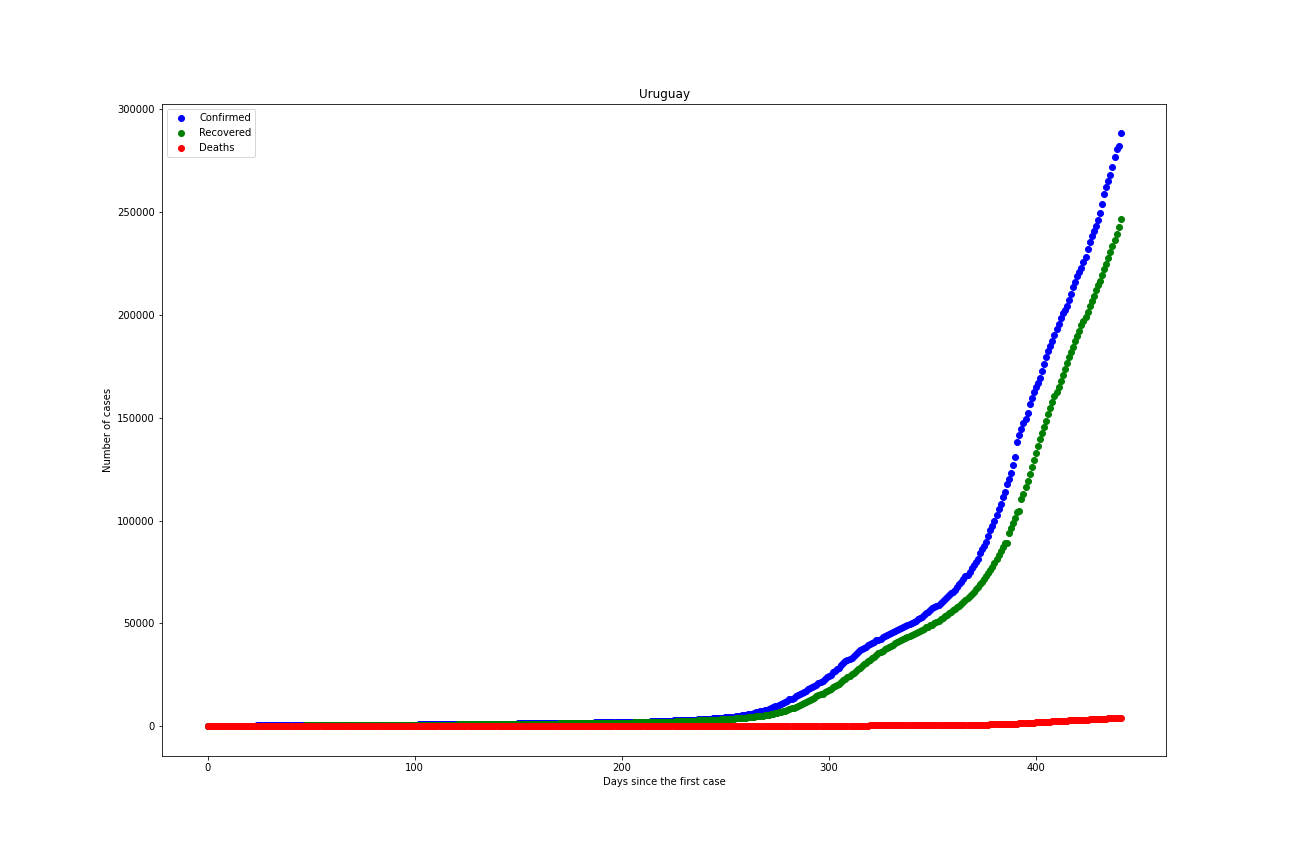 Uruguay
Confirmed
Recovered
Deaths
Number of cases
300000
250000
200000
150000
100000
50000
0
0 100 200 300 400
Days since the first case